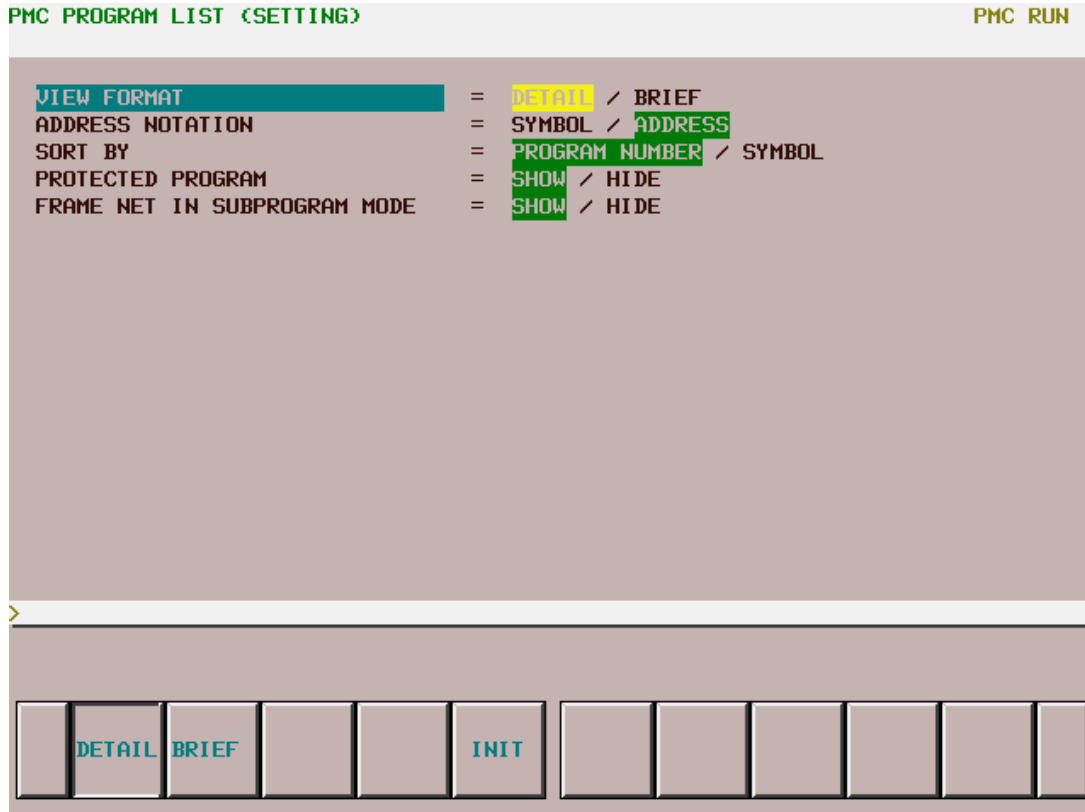 PMC PROGRAM LIST (SETTING) PMC RUN
VIEW FORMAT = DETAIL / BRIEF
ADDRESS NOTATION = SYMBOL / ADDRESS
SORT BY = PROGRAM NUMBER / SYMBOL
PROTECTED PROGRAM = SHOW / HIDE
FRAME NET IN SUBPROGRAM MODE = SHOW / HIDE
>
DETAIL BRIEF INIT